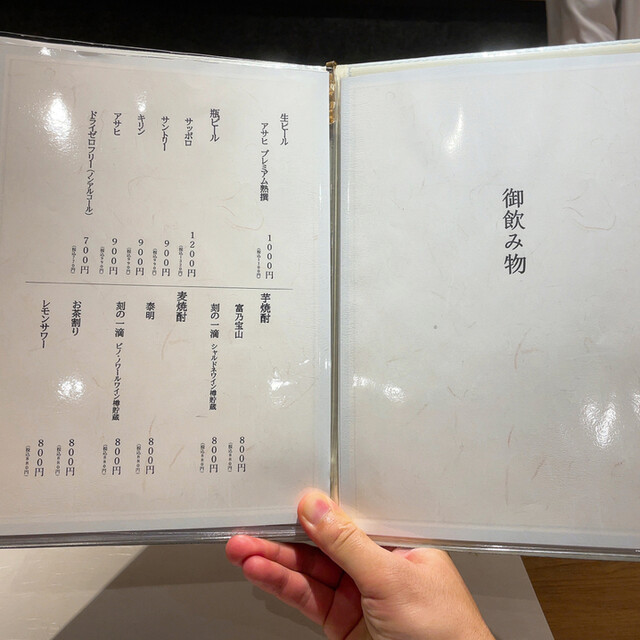 御飲み物
生ビール
アサヒ プレミアム熟撰 1000円
瓶ビール
サッポロ 1200円
サントリー 900円
キリン 900円
アサヒ 900円
ドライゼロフリー(ノンアルコール) 700円
芋焼酎
富乃宝山 800円
刻の一滴 シャルドネワイン樽貯蔵 800円
麦焼酎
泰明 800円
刻の一滴 ピノ・ノワールワイン樽貯蔵 800円
お茶割り 800円
レモンサワー 800円